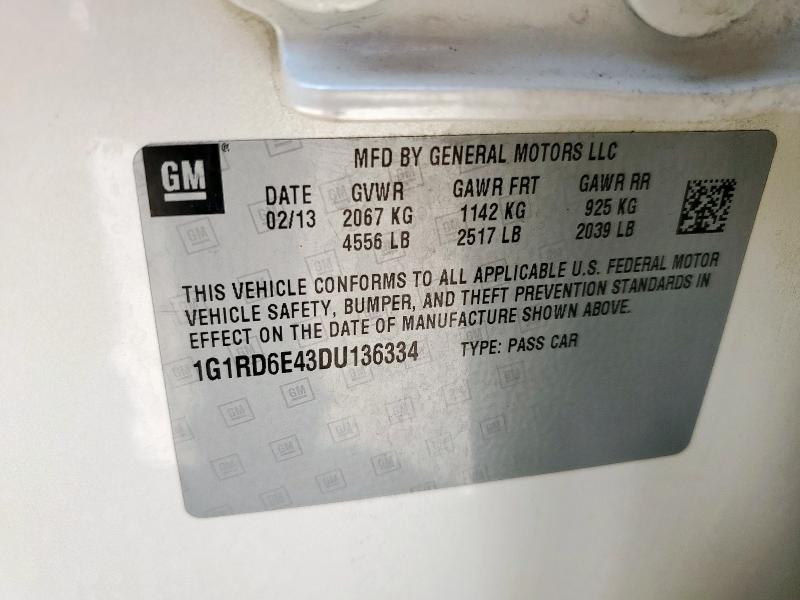 GM
MFD BY GENERAL MOTORS LLC
DATE GVWR GAWR FRT GAWR RR
02/13 2067 KG 1142 KG 925 KG
4556 LB 2517 LB 2039 LB
THIS VEHICLE CONFORMS TO ALL APPLICABLE U.S. FEDERAL MOTOR
VEHICLE SAFETY, BUMPER, AND THEFT PREVENTION STANDARDS IN
EFFECT ON THE DATE OF MANUFACTURE SHOWN ABOVE.
1G1RD6E43DU136334 TYPE: PASS CAR